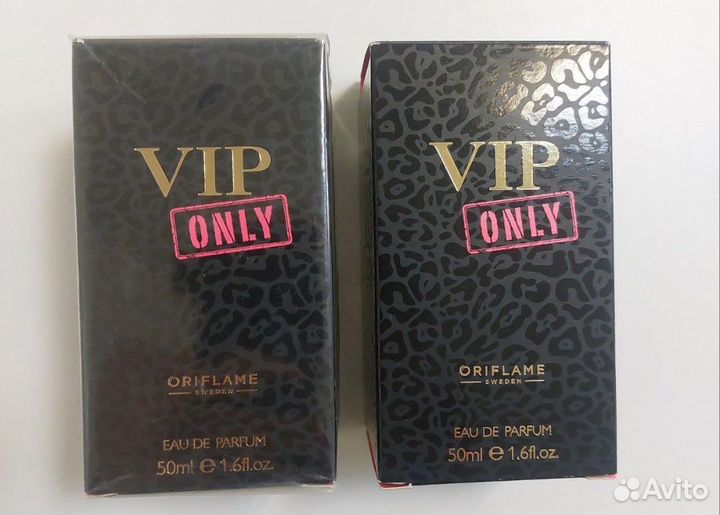 VIP
ONLY
ORIFLAME
SWEDEN
EAU DE PARFUM
50ml ℮ 1.6fl.oz.
VIP
ONLY
ORIFLAME
SWEDEN
EAU DE PARFUM
50ml ℮ 1.6fl.oz.
Avito